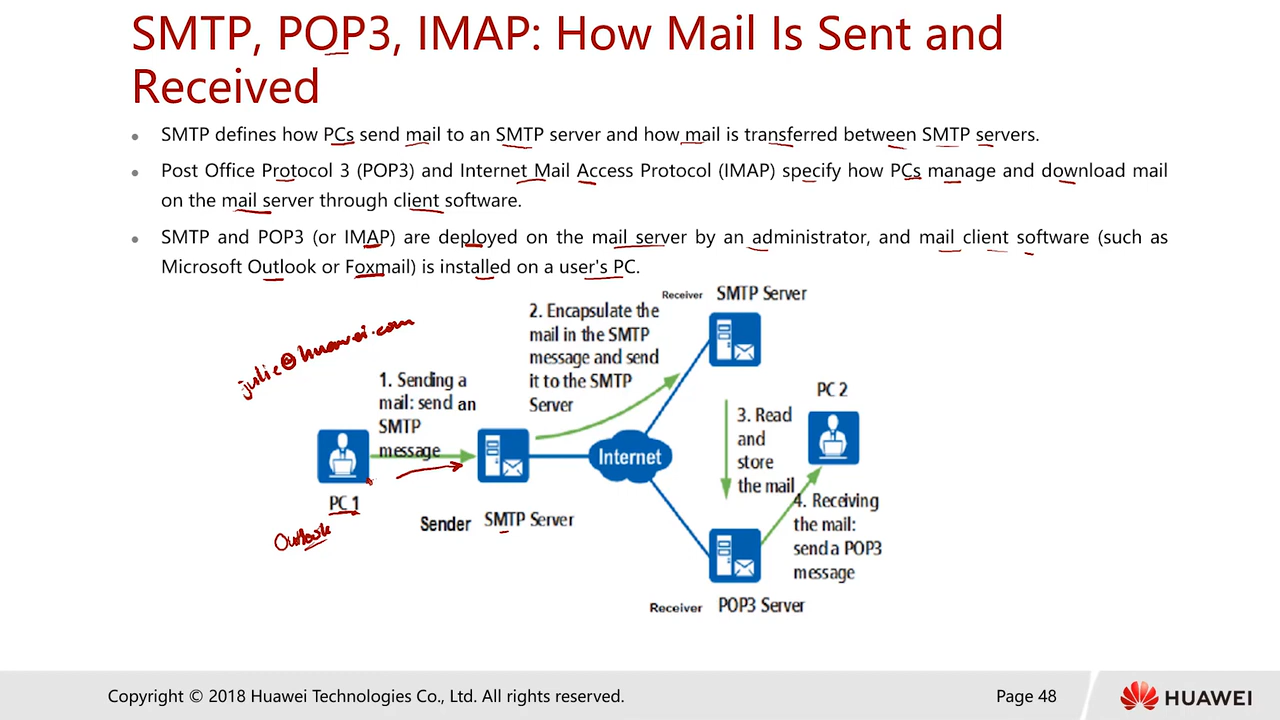 SMTP, POP3, IMAP: How Mail Is Sent and
Received
SMTP defines how PCs send mail to an SMTP server and how mail is transferred between SMTP servers.
Post Office Protocol 3 (POP3) and Internet Mail Access Protocol (IMAP) specify how PCs manage and download mail
on the mail server through client software.
SMTP and POP3 (or IMAP) are deployed on the mail server by an administrator, and mail client software (such as
Microsoft Outlook or Foxmail) is installed on a user's PC.
julie@huawei.com
1. Sending a
mail: send an
SMTP
message
PC 1
Outlook
Sender
SMTP Server
2. Encapsulate the
mail in the SMTP
message and send
it to the SMTP
Server
Internet
Receiver
SMTP Server
PC 2
3. Read
and
store
the mail
4. Receiving
the mail:
send a POP3
message
Receiver
POP3 Server
Copyright © 2018 Huawei Technologies Co., Ltd. All rights reserved.
Page 48
HUAWEI